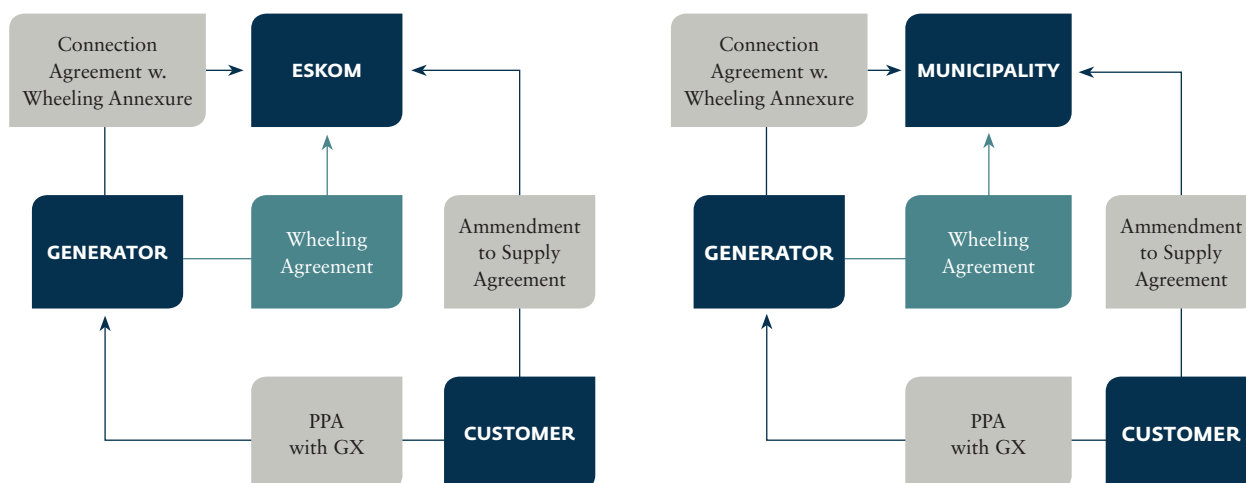 Connection
Agreement w.
Wheeling Annexure
ESKOM
GENERATOR
Wheeling
Agreement
Ammendment
to Supply
Agreement
PPA
with GX
CUSTOMER
Connection
Agreement w.
Wheeling Annexure
MUNICIPALITY
GENERATOR
Wheeling
Agreement
Ammendment
to Supply
Agreement
PPA
with GX
CUSTOMER